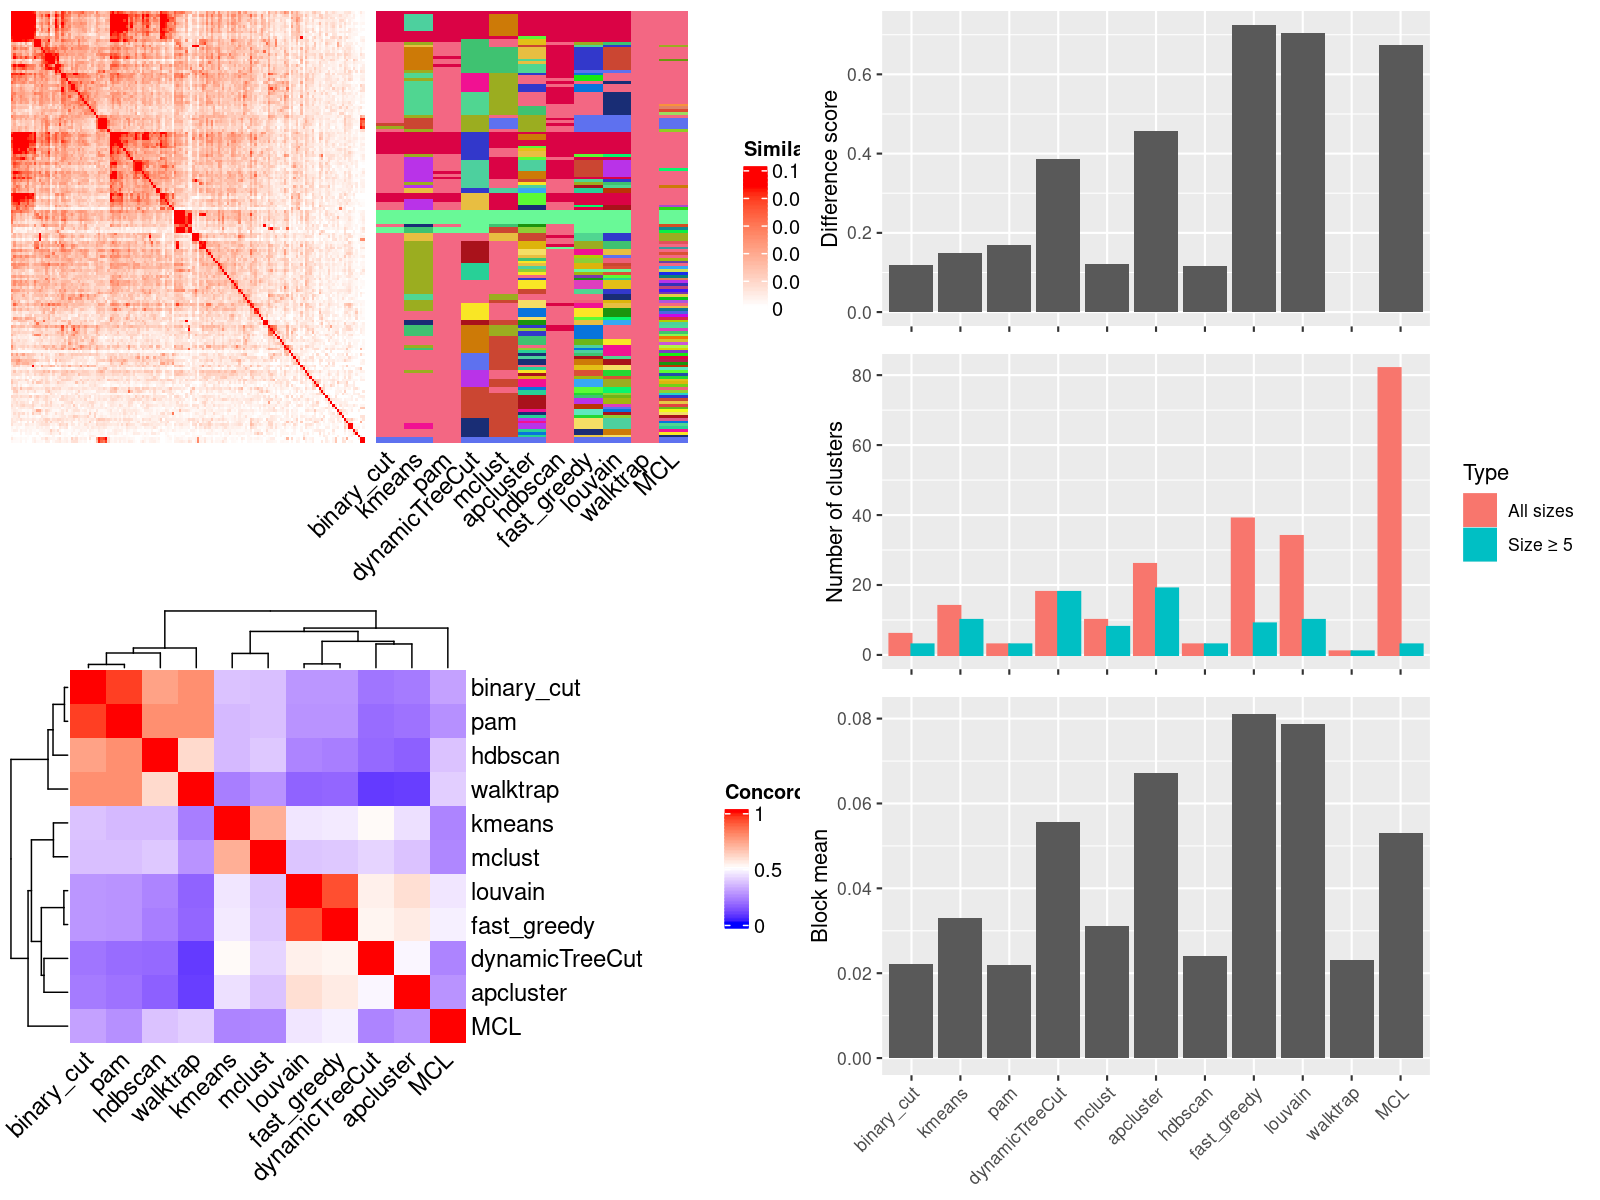 Simila
0.1
0.0
0.0
0.0
0.0
0
binary_cut
kmeans
pam
dynamicTreeCut
mclust
apcluster
hdbscan
fast_greedy
louvain
walktrap
MCL
binary_cut
pam
hdbscan
walktrap
kmeans
mclust
louvain
fast_greedy
dynamicTreeCut
apcluster
MCL
binary_cut
pam
hdbscan
walktrap
kmeans
mclust
louvain
fast_greedy
dynamicTreeCut
apcluster
MCL
Concord
1
0.5
0
Difference score
0.6
0.4
0.2
0.0
Number of clusters
80
60
40
20
0
Type
All sizes
Size ≥ 5
Block mean
0.08
0.06
0.04
0.02
0.00
binary_cut
kmeans
pam
dynamicTreeCut
mclust
apcluster
hdbscan
fast_greedy
louvain
walktrap
MCL